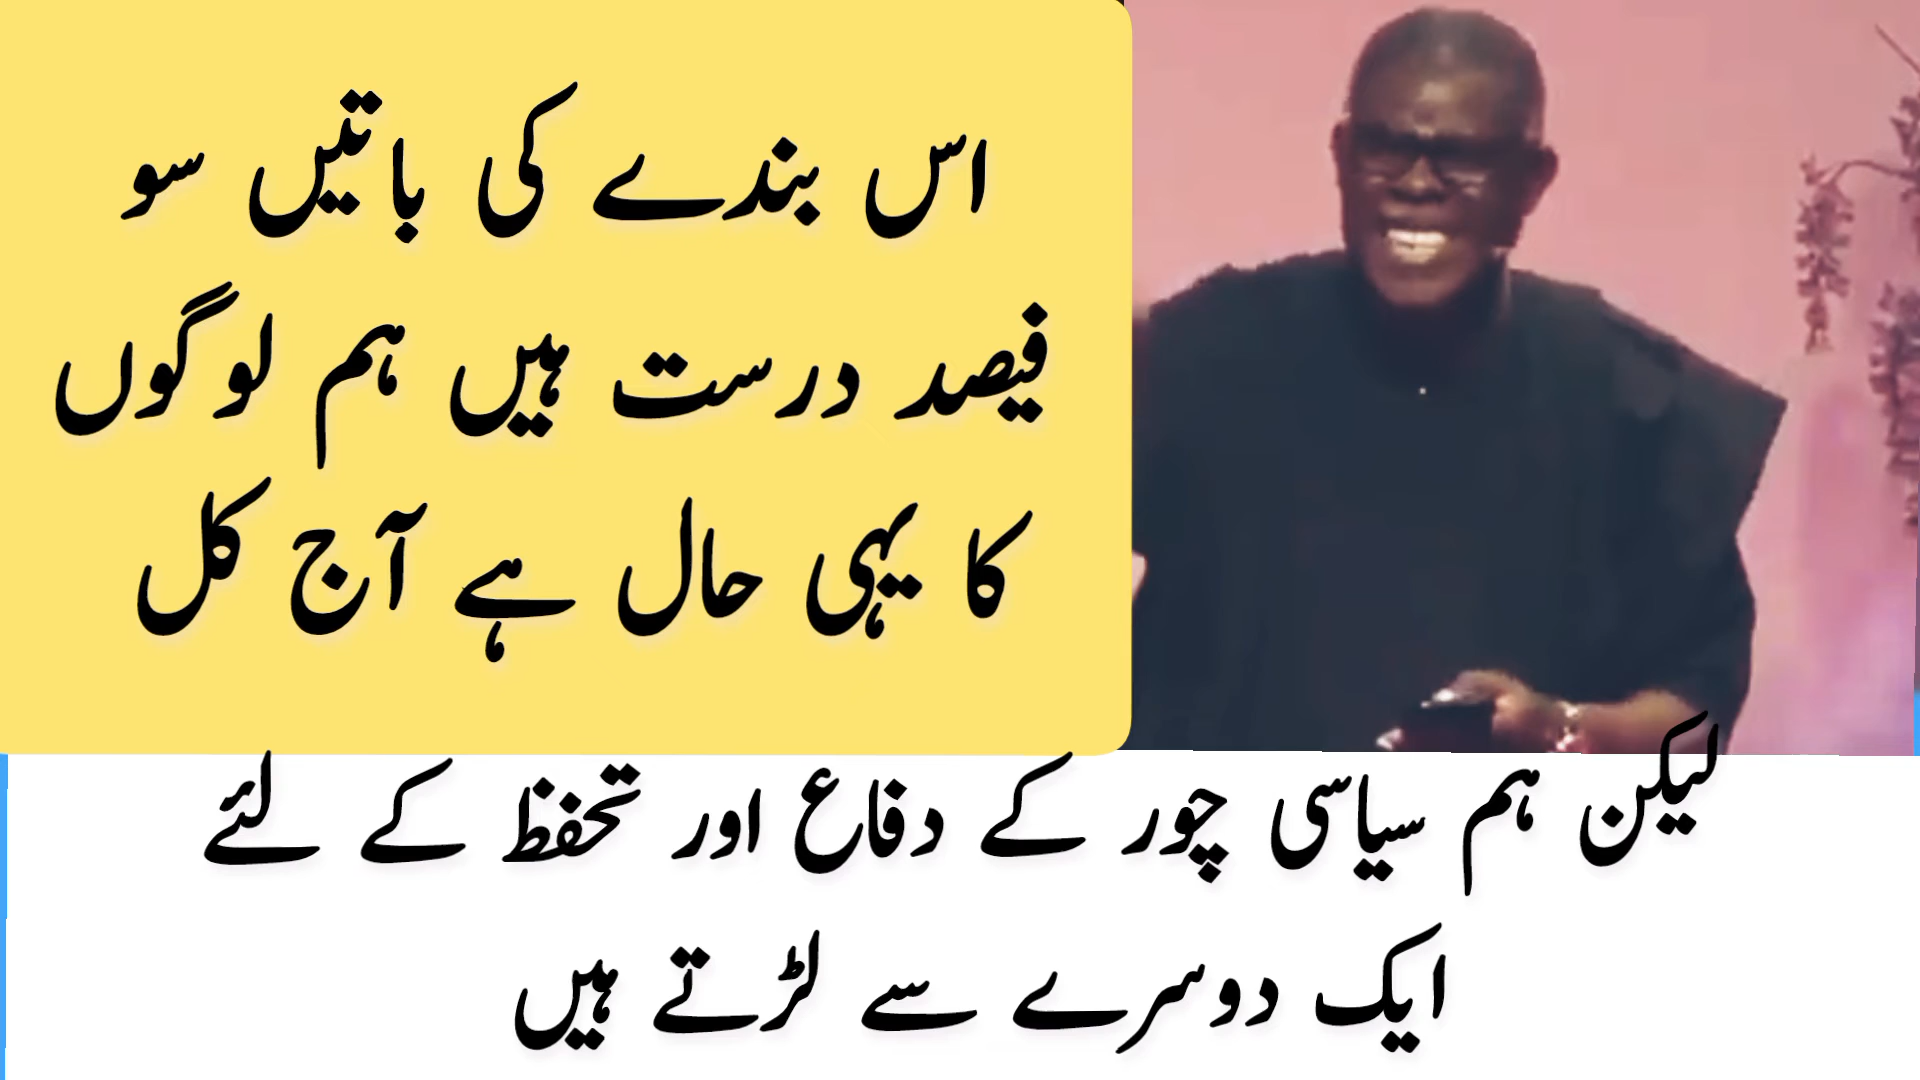 اس بندے کی باتیں سو
فیصد درست ہیں ہم لوگوں
کا یہی حال ہے آج کل
لیکن ہم سیاسی چور کے دفاع اور تحفظ کے لئے
ایک دوسرے سے لڑتے ہیں